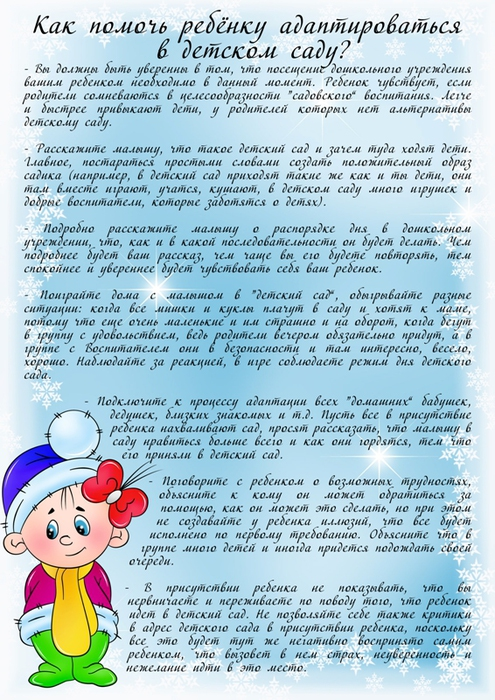 Как помочь ребёнку адаптироваться
в детском саду?
- Вы должны быть уверенны в том, что посещение дошкольного учреждения
вашим ребенком необходимо в данный момент. Ребенок чувствует, если
родители сомневаются в целесообразности "садовского" воспитания. Легче
и быстрее привыкают дети, у родителей которых нет альтернативы
детскому саду.
- Расскажите малышу, что такое детский сад и зачем туда ходят дети.
Главное, постараться простыми словами создать положительный образ
садика (например, в детский сад приходят такие же как и ты дети, они
там вместе играют, учатся, кушают, в детском саду много игрушек и
добрые воспитатели, которые заботятся о детях).
- Подробно расскажите малышу о распорядке дня в дошкольном
учреждении, что, как и в какой последовательности он будет делать. Чем
подробнее будет ваш рассказ, чем чаще вы его будете повторять, тем
спокойнее и увереннее будет чувствовать себя ваш ребенок.
- Поиграйте дома с малышом в "детский сад", обыгрывайте разные
ситуации: когда все мишки и куклы плачут в саду и хотят к маме,
потому что еще очень маленькие и им страшно и на оборот, когда бегут
в группу с удовольствием, ведь родители вечером обязательно придут, а в
группе с Воспитателем они в безопасности и там интересно, весело,
хорошо. Наблюдайте за реакцией, в игре соблюдаете режим дня детского
сада.
- Подключите к процессу адаптации всех "домашних" бабушек,
дедушек, близких знакомых и т.д. Пусть все в присутствие
ребенка нахваливают сад, просят рассказать, что малышу в
саду нравиться больше всего и как они гордятся, тем что
его приняли в детский сад.
- Поговорите с ребенком о возможных трудностях,
объясните к кому он может обратиться за
помощью, как он может это сделать, но при этом
не создавайте у ребенка иллюзий, что все будет
исполнено по первому требованию. Объясните что в
группе много детей и иногда придется подождать своей
очереди.
- В присутствии ребенка не показывать, что вы
нервничаете и переживаете по поводу того, что ребенок
идет в детский сад. Не позволяйте себе также критики
в адрес детского сада в присутствии ребенка, поскольку
все это будет тут же негативно воспринято самим
ребенком, что вызовет в нем страх, неуверенность и
нежелание идти в это место.